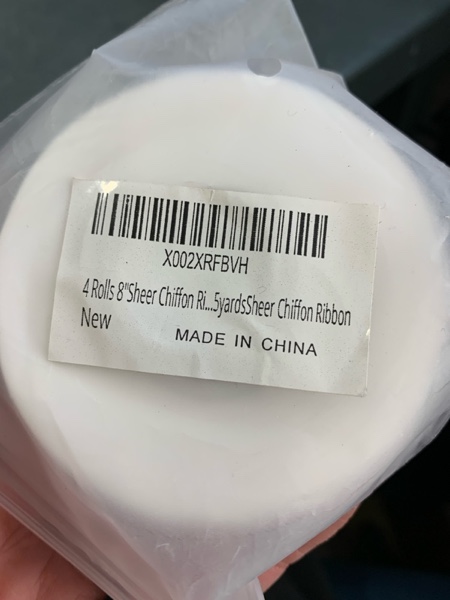 X002XRFBVH
4 Rolls 8"Sheer Chiffon Ri...5yardsSheer Chiffon Ribbon
New
MADE IN CHINA